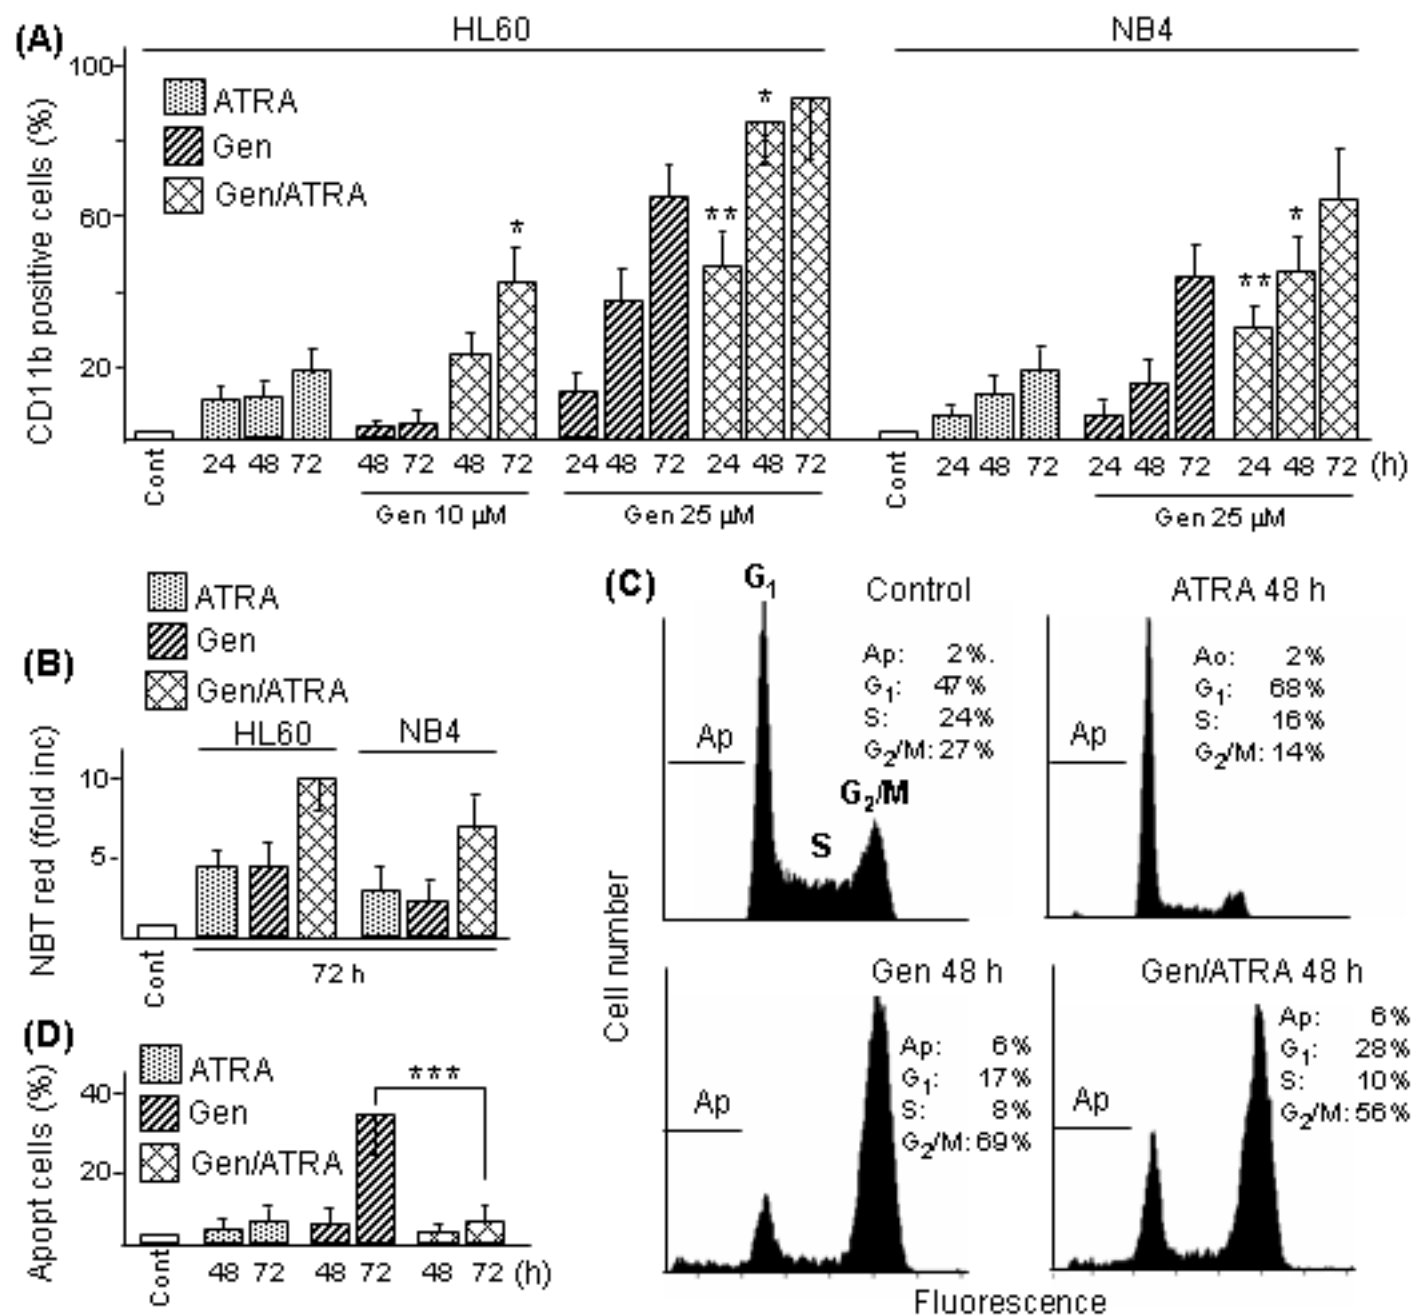 (A)
HL60
NB4
CD11b positive cells (%)
100
60
20
ATRA
Gen
Gen/ATRA
*
**
*
**
*
Cont
24 48 72
48 72 48 72
24 48 72 24 48 72
Cont
24 48 72
24 48 72 24 48 72 (h)
Gen 10 µM
Gen 25 µM
Gen 25 µM
(B)
ATRA
Gen
Gen/ATRA
HL60
NB4
NBT red (fold inc)
10
5
Cont
72 h
(C)
Cell number
G1
Control
Ap: 2%.
G1: 47%
S: 24%
G2/M: 27%
Ap
S
G2/M
ATRA 48 h
Ao: 2%
G1: 68%
S: 16%
G2/M: 14%
Ap
Gen 48 h
Ap: 6%
G1: 17%
S: 8%
G2/M: 69%
Ap
Gen/ATRA 48 h
Ap: 6%
G1: 28%
S: 10%
G2/M: 56%
Ap
Fluorescence
(D)
ATRA
Gen
Gen/ATRA
***
Apopt cells (%)
40
20
Cont
48 72 48 72 48 72 (h)